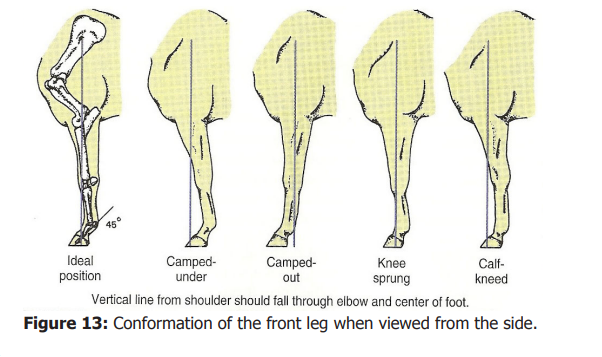 45°
Ideal
position
Camped-
under
Camped-
out
Knee
sprung
Calf-
kneed
Vertical line from shoulder should fall through elbow and center of foot.
Figure 13: Conformation of the front leg when viewed from the side.